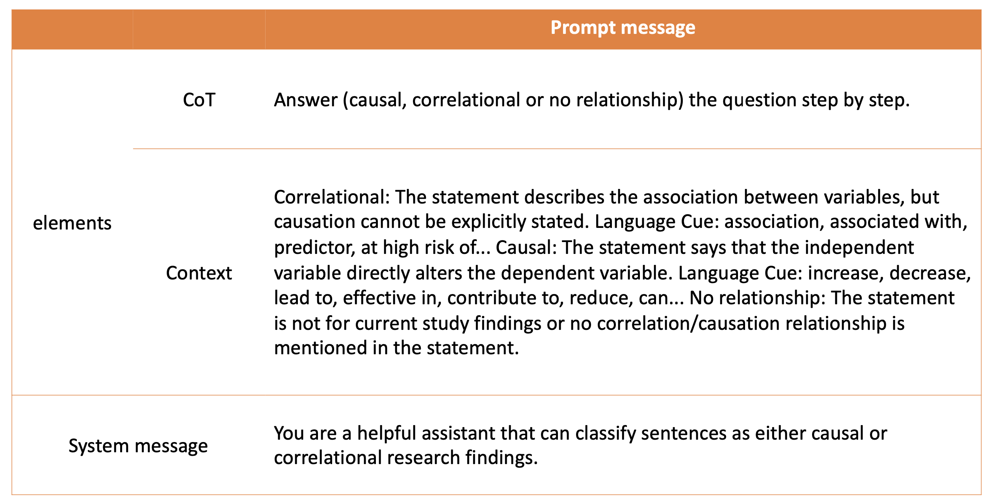 Prompt message
elements
CoT
Answer (causal, correlational or no relationship) the question step by step.
Context
Correlational: The statement describes the association between variables, but
causation cannot be explicitly stated. Language Cue: association, associated with,
predictor, at high risk of... Causal: The statement says that the independent
variable directly alters the dependent variable. Language Cue: increase, decrease,
lead to, effective in, contribute to, reduce, can... No relationship: The statement
is not for current study findings or no correlation/causation relationship is
mentioned in the statement.
System message
You are a helpful assistant that can classify sentences as either causal or
correlational research findings.